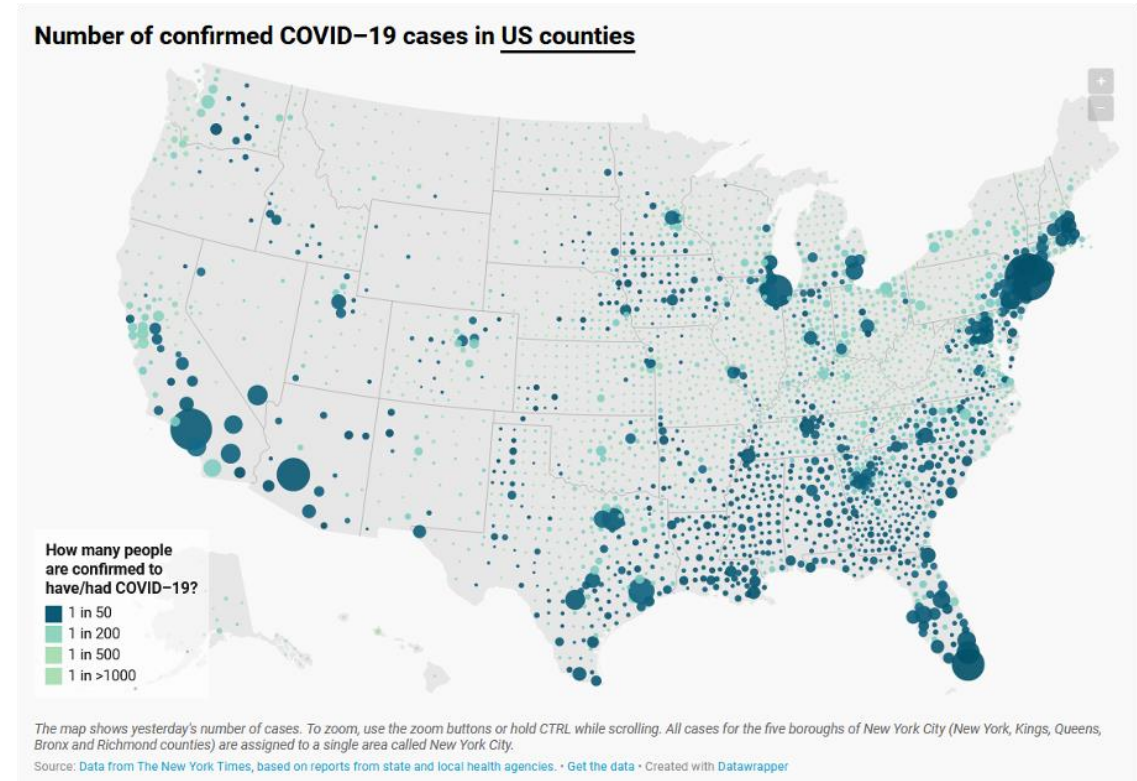 Number of confirmed COVID–19 cases in US counties
+
−
How many people
are confirmed to
have/had COVID–19?
1 in 50
1 in 200
1 in 500
1 in >1000
The map shows yesterday's number of cases. To zoom, use the zoom buttons or hold CTRL while scrolling. All cases for the five boroughs of New York City (New York, Kings, Queens,
Bronx and Richmond counties) are assigned to a single area called New York City.
Source: Data from The New York Times, based on reports from state and local health agencies. • Get the data • Created with Datawrapper